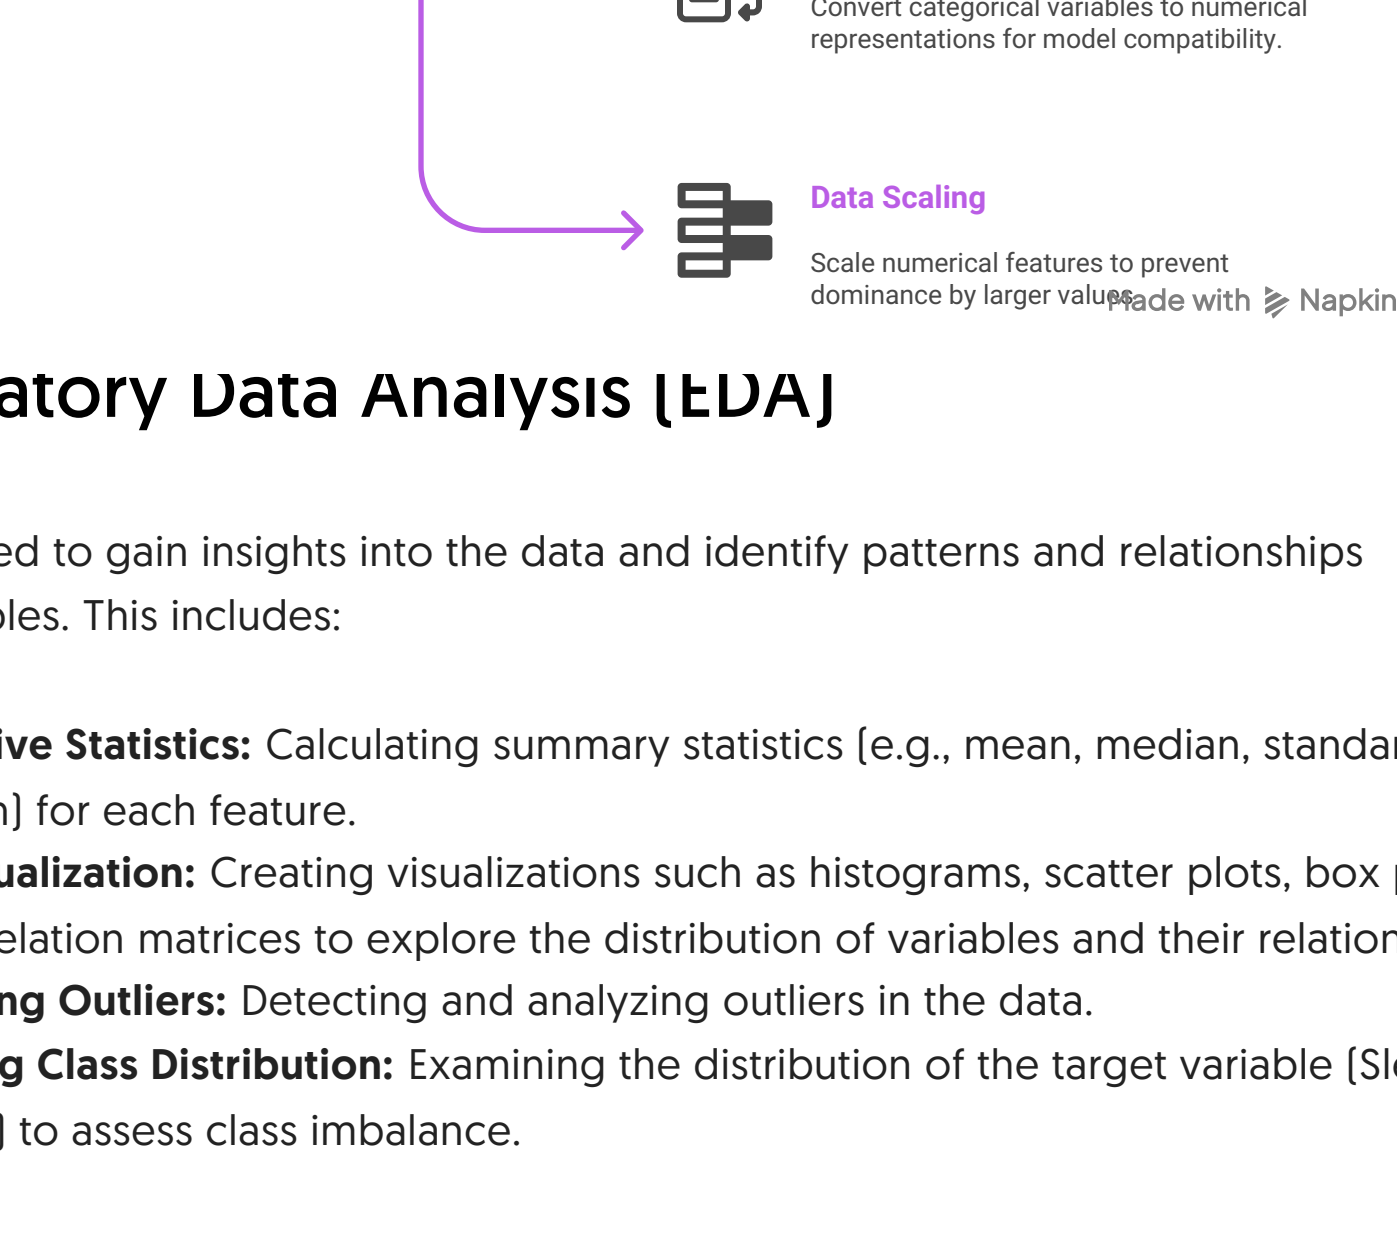 Convert categorical variables to numerical
representations for model compatibility.
Data Scaling
Scale numerical features to prevent
dominance by larger values.
Made with Napkin
atory Data Analysis (EDA)
ed to gain insights into the data and identify patterns and relationships
les. This includes:
ive Statistics: Calculating summary statistics (e.g., mean, median, standar
) for each feature.
ualization: Creating visualizations such as histograms, scatter plots, box
elation matrices to explore the distribution of variables and their relation
ng Outliers: Detecting and analyzing outliers in the data.
g Class Distribution: Examining the distribution of the target variable (Sl
) to assess class imbalance.